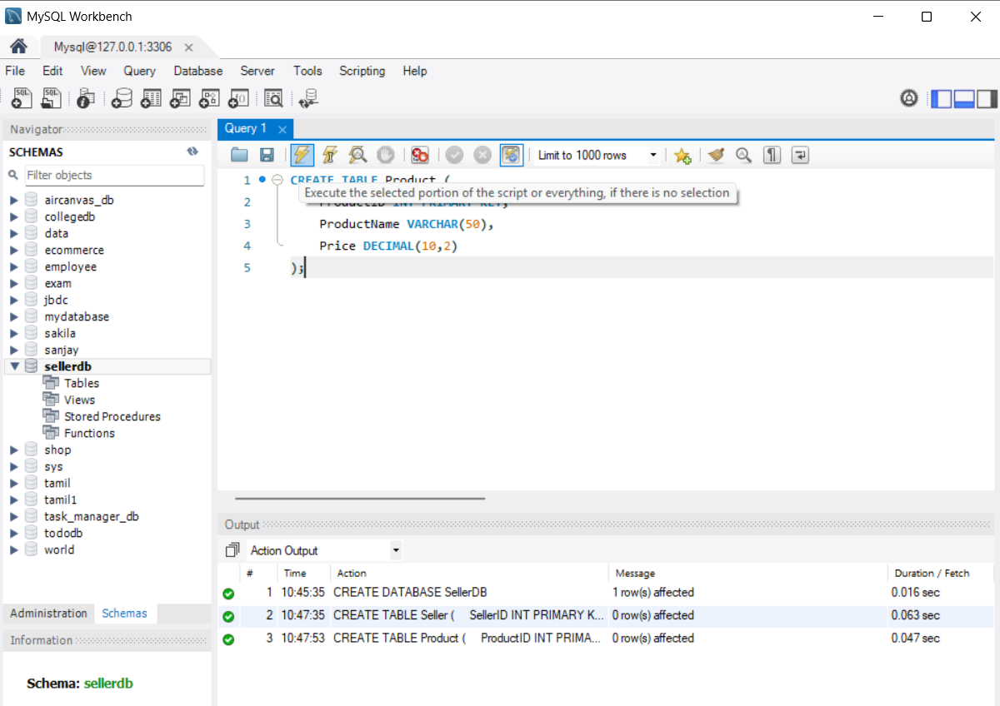 MySQL Workbench
Mysql@127.0.0.1:3306
File Edit View Query Database Server Tools Scripting Help
Navigator
SCHEMAS
Filter objects
aircanvas_db
collegedb
data
ecommerce
employee
exam
jbdc
mydatabase
sakila
sanjay
sellerdb
Tables
Views
Stored Procedures
Functions
shop
sys
tamil
tamil1
task_manager_db
tododb
world
Administration Schemas
Information
Schema: sellerdb
Query 1
Limit to 1000 rows
1 CREATE TABLE Product (
Execute the selected portion of the script or everything, if there is no selection
2 ProductID INT PRIMARY KEY,
3 ProductName VARCHAR(50),
4 Price DECIMAL(10,2)
5 );
Output
Action Output
# Time Action Message Duration / Fetch
1 10:45:35 CREATE DATABASE SellerDB 1 row(s) affected 0.016 sec
2 10:47:35 CREATE TABLE Seller ( SellerID INT PRIMARY K... 0 row(s) affected 0.063 sec
3 10:47:53 CREATE TABLE Product ( ProductID INT PRIMA... 0 row(s) affected 0.047 sec